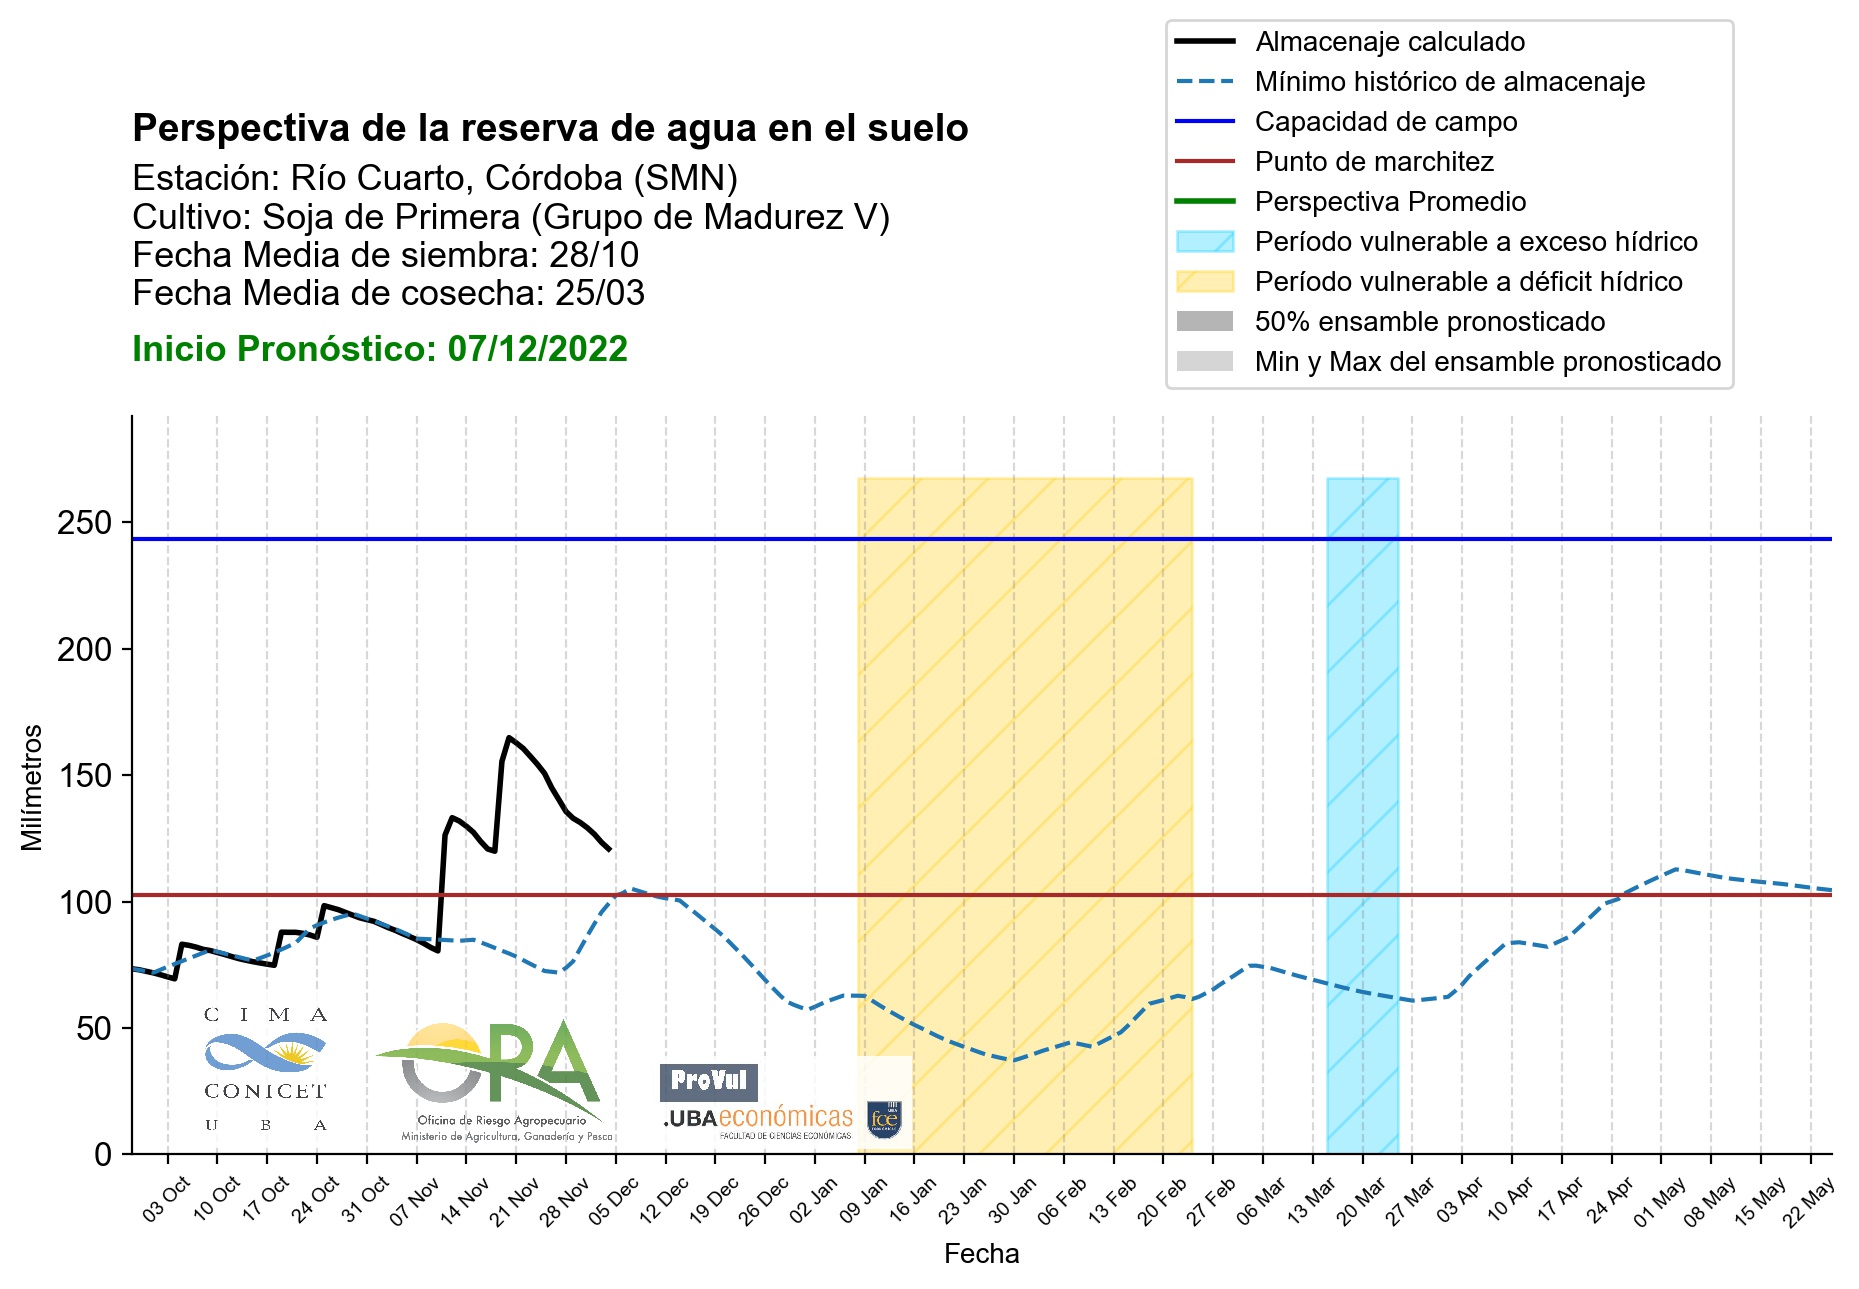 Almacenaje calculado
Mínimo histórico de almacenaje
Capacidad de campo
Punto de marchitez
Perspectiva Promedio
Período vulnerable a exceso hídrico
Período vulnerable a déficit hídrico
50% ensamble pronosticado
Min y Max del ensamble pronosticado
Perspectiva de la reserva de agua en el suelo
Estación: Río Cuarto, Córdoba (SMN)
Cultivo: Soja de Primera (Grupo de Madurez V)
Fecha Media de siembra: 28/10
Fecha Media de cosecha: 25/03
Inicio Pronóstico: 07/12/2022
Milímetros
250
200
150
100
50
0
C I M A
CONICET
U B A
ORA
Oficina de Riesgo Agropecuario
Ministerio de Agricultura, Ganadería y Pesca
ProVul
.UBAeconómicas
FACULTAD DE CIENCIAS ECONÓMICAS
UBA
fce
ECONÓMICAS
03 Oct
10 Oct
17 Oct
24 Oct
31 Oct
07 Nov
14 Nov
21 Nov
28 Nov
05 Dec
12 Dec
19 Dec
26 Dec
02 Jan
09 Jan
16 Jan
23 Jan
30 Jan
06 Feb
13 Feb
20 Feb
27 Feb
06 Mar
13 Mar
20 Mar
27 Mar
03 Apr
10 Apr
17 Apr
24 Apr
01 May
08 May
15 May
22 May
Fecha